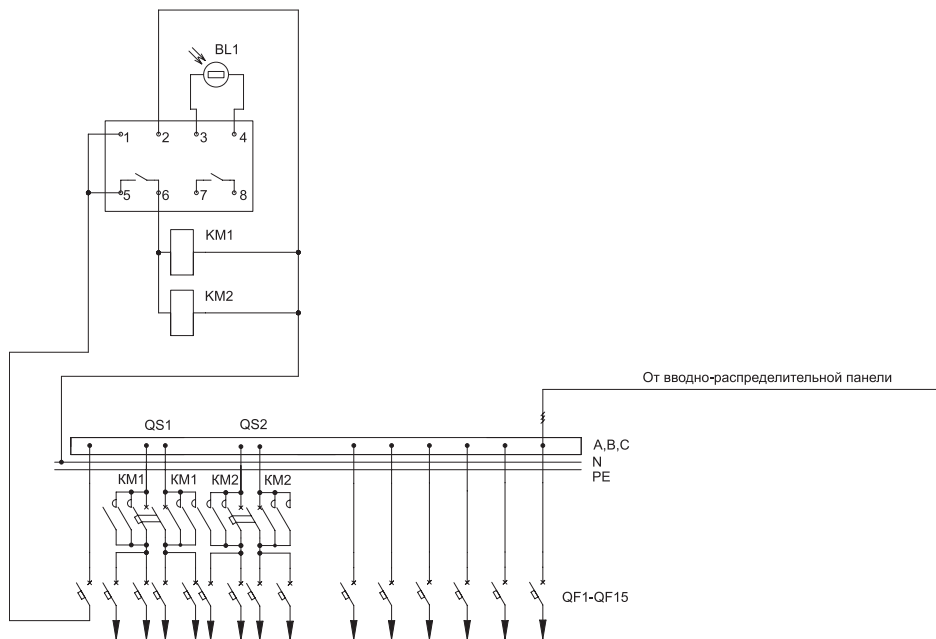 BL1
1 2 3 4
5 6 7 8
KM1
KM2
От вводно-распределительной панели
QS1 QS2
A,B,C
N
PE
KM1 KM1 KM2 KM2
QF1-QF15